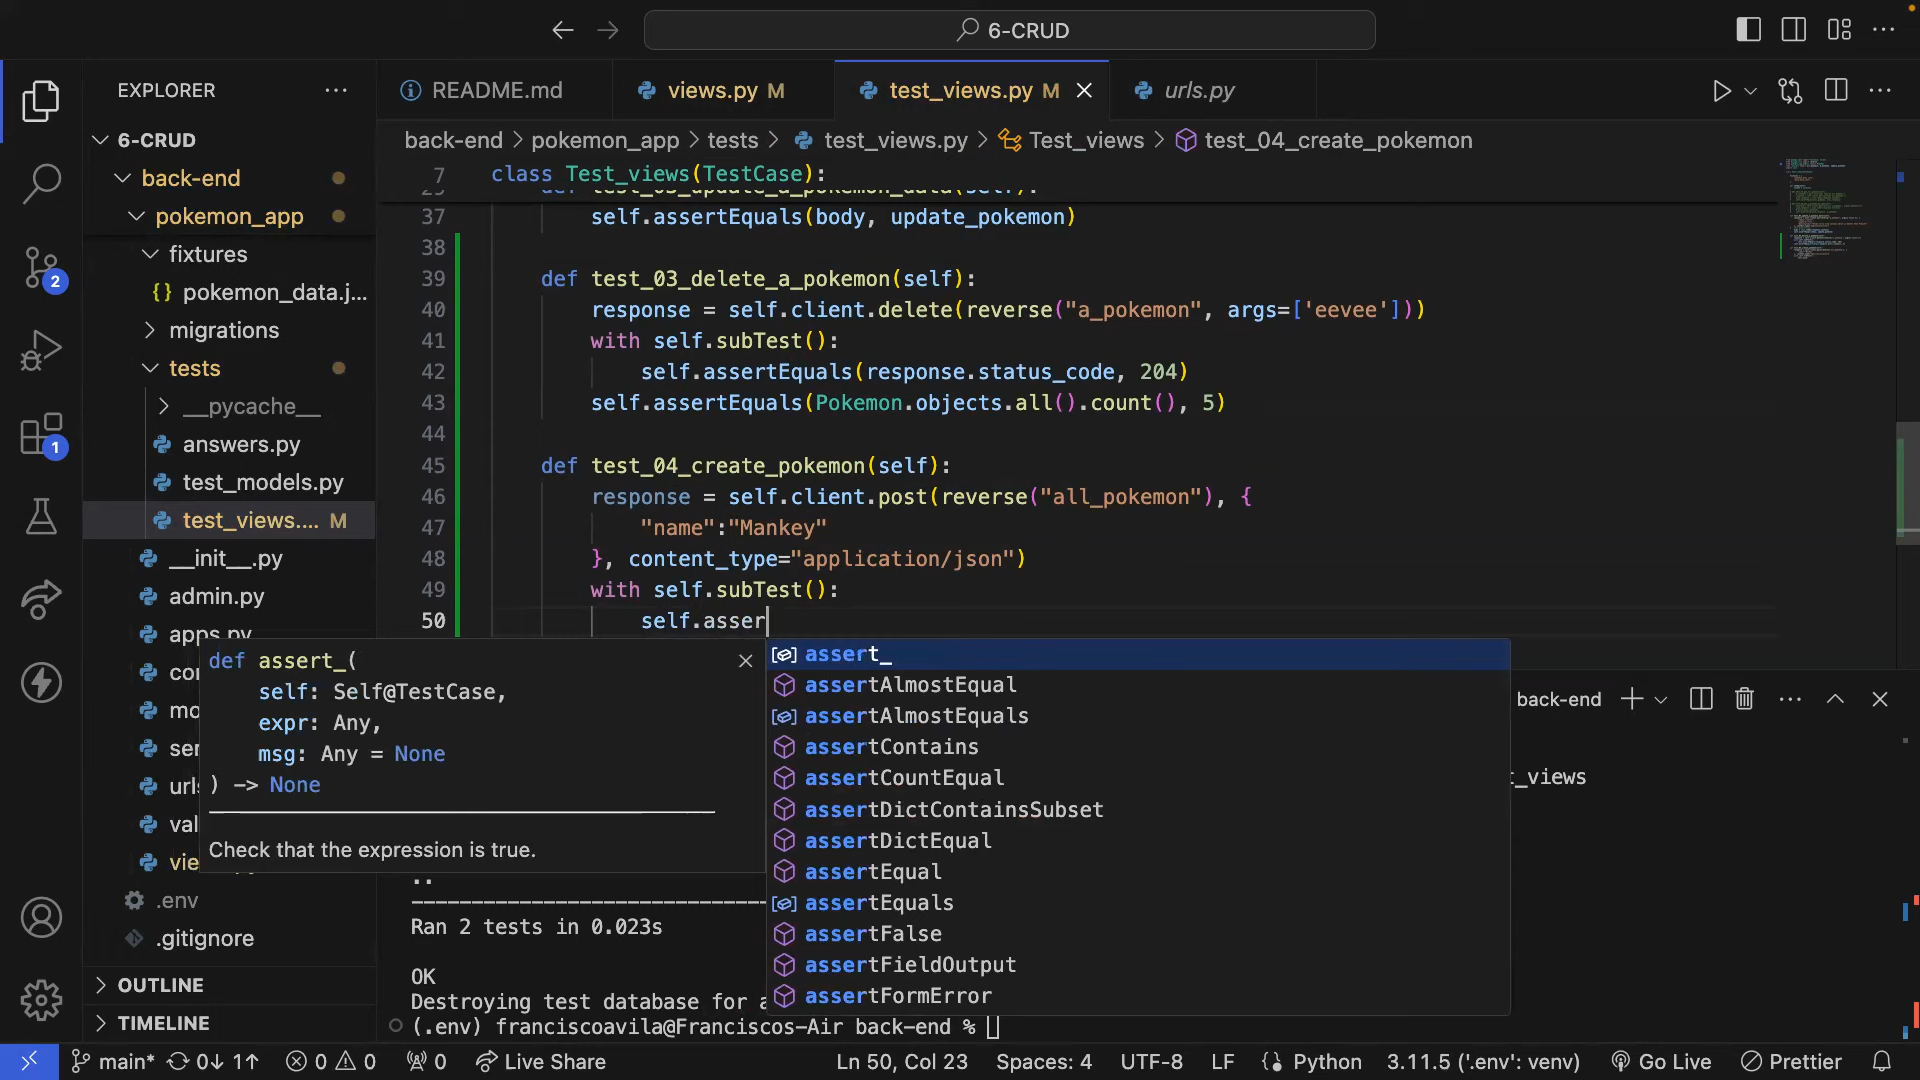 6-CRUD
EXPLORER
README.md
views.py M
test_views.py M
urls.py
6-CRUD
back-end > pokemon_app > tests > test_views.py > Test_views > test_04_create_pokemon
back-end
pokemon_app
fixtures
{} pokemon_data.j...
migrations
tests
__pycache__
answers.py
test_models.py
test_views.... M
__init__.py
admin.py
apps.py
.env
.gitignore
OUTLINE
TIMELINE
2
1
7 class Test_views(TestCase):
37 self.assertEquals(body, update_pokemon)
38
39 def test_03_delete_a_pokemon(self):
40 response = self.client.delete(reverse("a_pokemon", args=['eevee']))
41 with self.subTest():
42 self.assertEquals(response.status_code, 204)
43 self.assertEquals(Pokemon.objects.all().count(), 5)
44
45 def test_04_create_pokemon(self):
46 response = self.client.post(reverse("all_pokemon"), {
47 "name":"Mankey"
48 }, content_type="application/json")
49 with self.subTest():
50 self.asser
def assert_(
self: Self@TestCase,
expr: Any,
msg: Any = None
) -> None
Check that the expression is true.
assert_
assertAlmostEqual
assertAlmostEquals
assertContains
assertCountEqual
assertDictContainsSubset
assertDictEqual
assertEqual
assertEquals
assertFalse
assertFieldOutput
assertFormError
back-end
t_views
..
Ran 2 tests in 0.023s
OK
Destroying test database for a
(.env) franciscoavila@Franciscos-Air back-end %
main* 0↓ 1↑ 0 0 0 Live Share Ln 50, Col 23 Spaces: 4 UTF-8 LF {} Python 3.11.5 ('.env': venv) Go Live Prettier